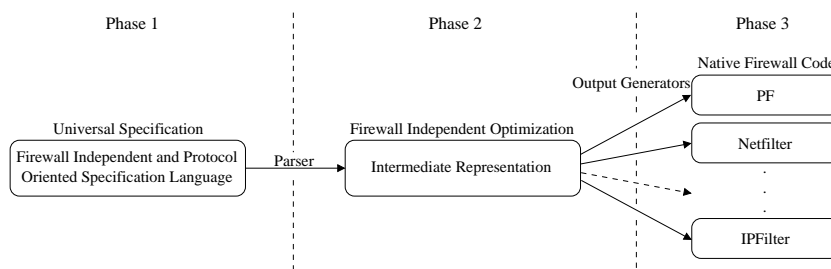 Phase 1
Phase 2
Phase 3
Universal Specification
Firewall Independent and Protocol
Oriented Specification Language
Parser
Firewall Independent Optimization
Intermediate Representation
Output Generators
Native Firewall Code
PF
Netfilter
.
.
.
IPFilter